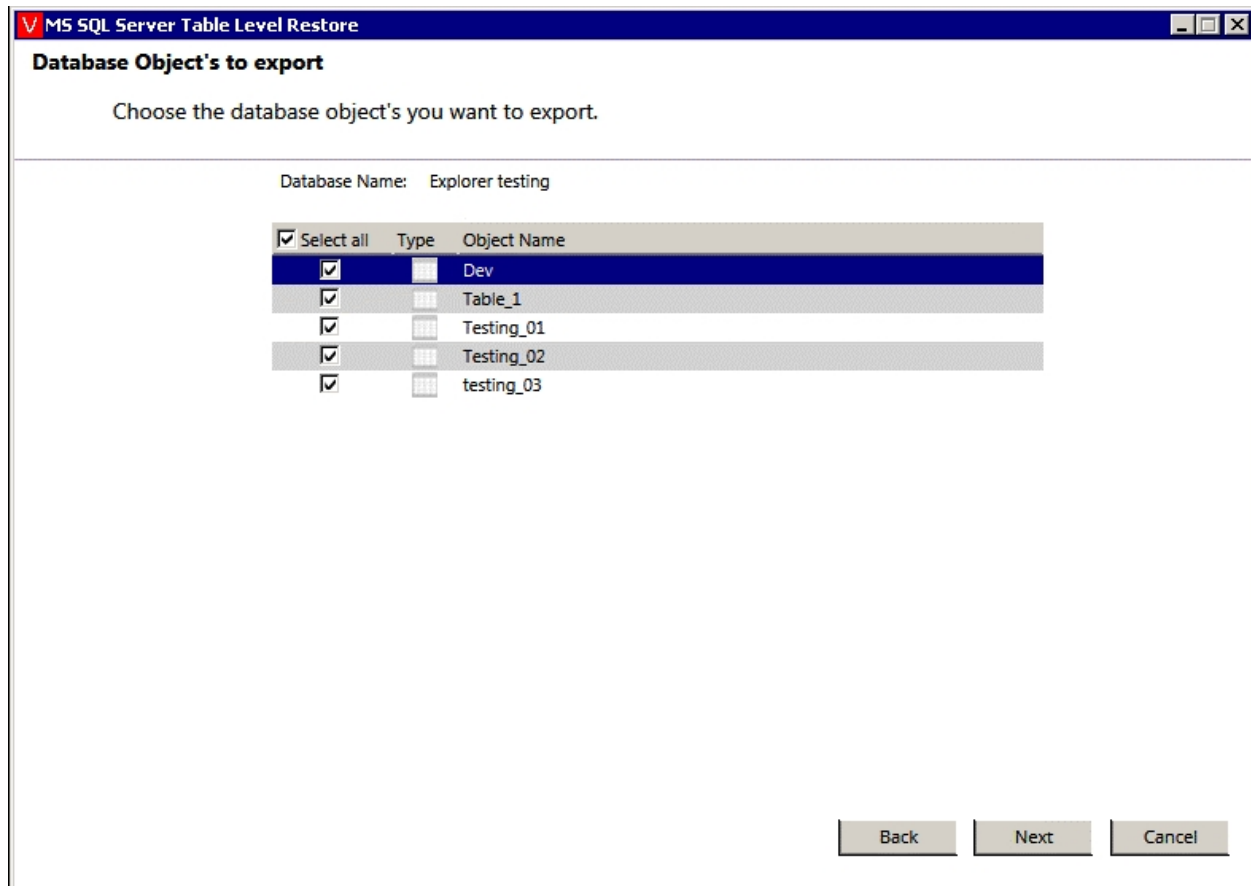 V MS SQL Server Table Level Restore
Database Object's to export
Choose the database object's you want to export.
Database Name: Explorer testing
Select all Type Object Name
Dev
Table_1
Testing_01
Testing_02
testing_03
Back Next Cancel